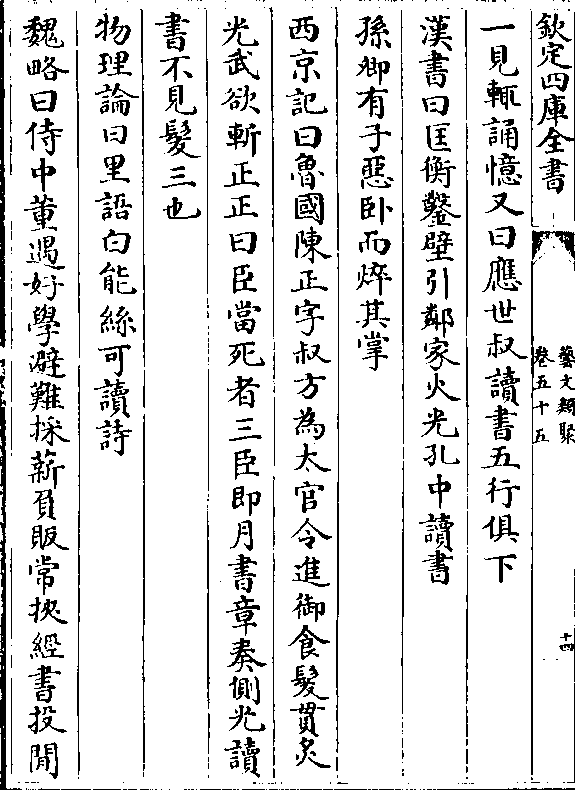 欽定四庫全書
藝文類聚
卷五十五
十四
一見輒誦憶又曰應世叔讀書五行俱下
漢書曰匡衡鑿壁引鄰家火光孔中讀書
孫卿有子惡卧而焠其掌
西京記曰魯國陳正字叔方為太官令進御食髮貫炙
光武欲斬正正曰臣當死者三臣即月書章奏側光讀
書不見髮三也
物理論曰里語白能絲可讀詩
魏略曰侍中董遇好學避難採薪負販常挾經書投閒